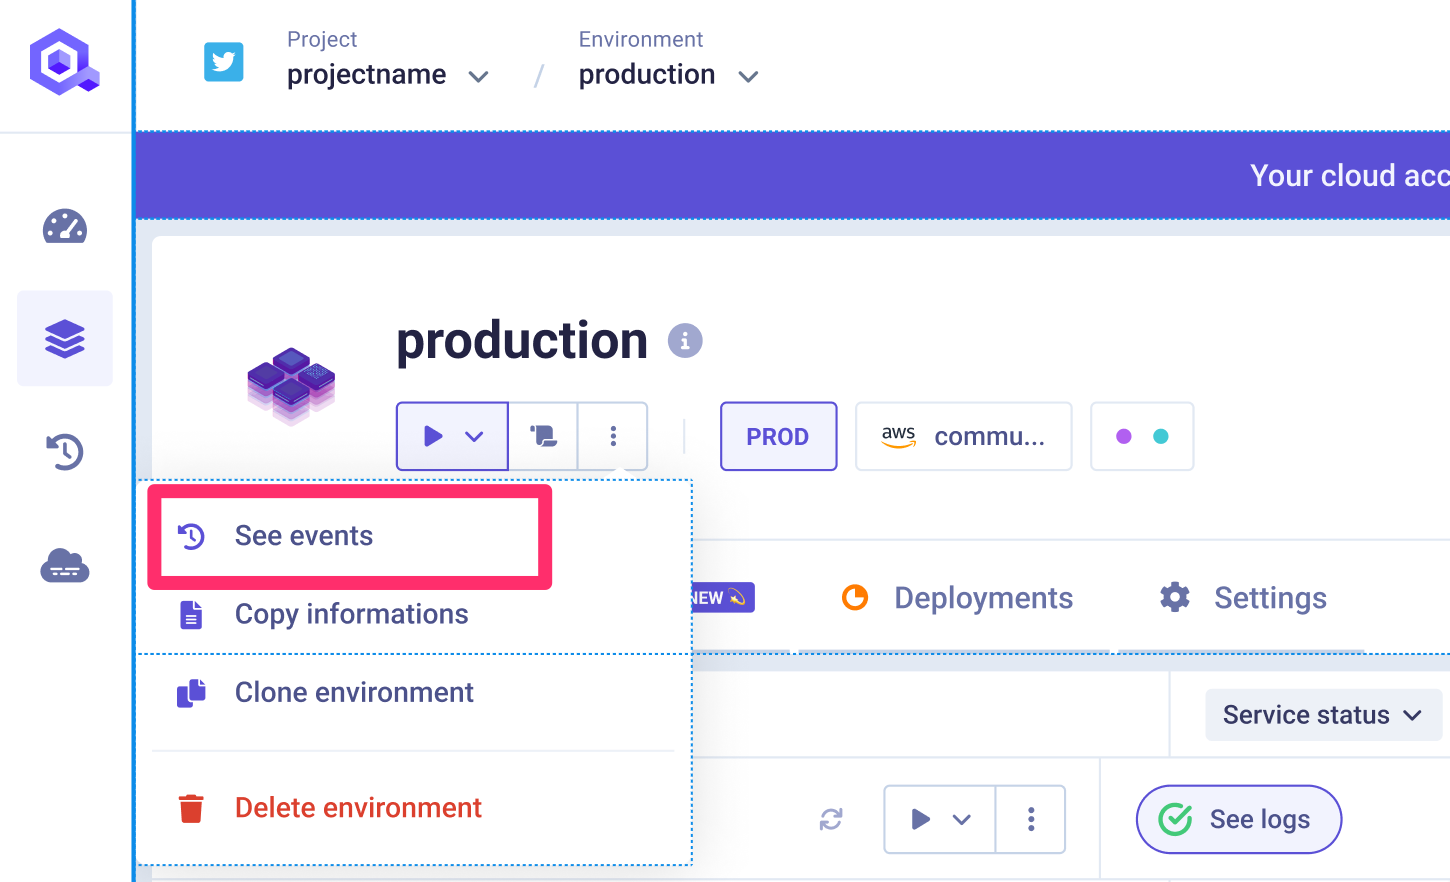 Project
projectname
/
Environment
production
Your cloud acc
production
PROD
aws
commu...
See events
Copy informations
Clone environment
Delete environment
NEW
Deployments
Settings
Service status
See logs